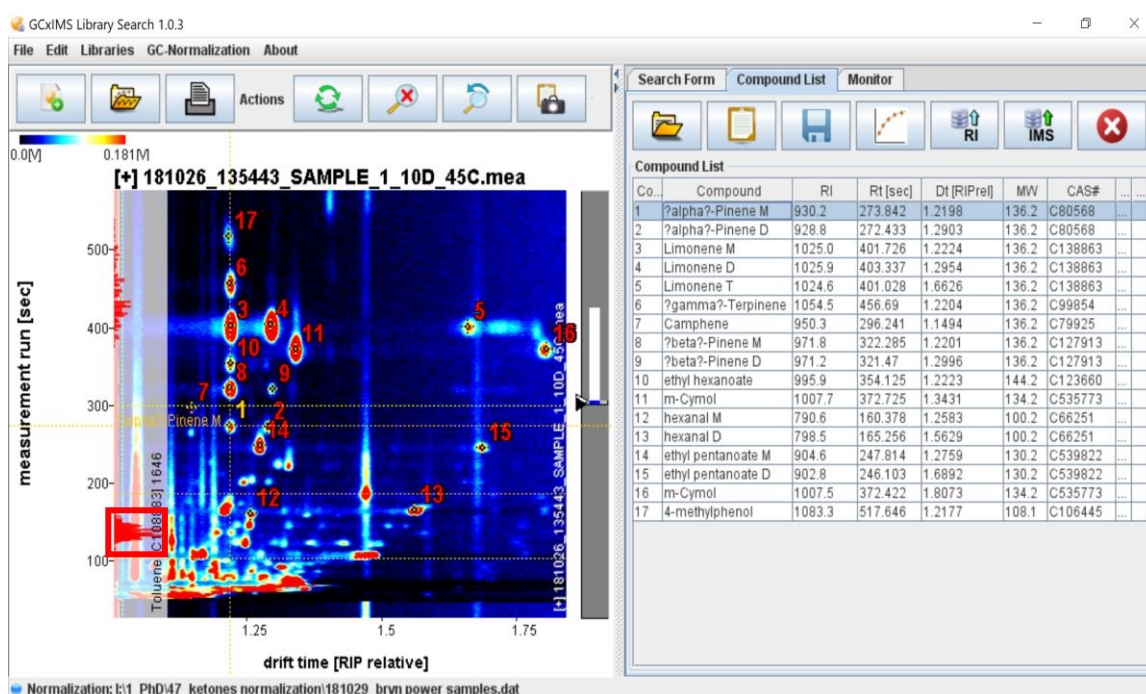 GCxIMS Library Search 1.0.3
File Edit Libraries GC-Normalization About
Actions
Search Form Compound List Monitor
RI IMS
0.0[V] 0.181[V]
[+] 181026_135443_SAMPLE_1_10D_45C.mea
measurement run [sec]
500
400
300
200
100
17
6
3
4
5
11
16
10
8
9
7
1
2
14
15
12
13
?alpha?-Pinene M
[+] 181026_135443_SAMPLE_1_10D_45C.mea
1.25 1.5 1.75
drift time [RIP relative]
Compound List
Co... Compound RI Rt [sec] Dt [RIPrel] MW CAS# ... ...
1 ?alpha?-Pinene M 930.2 273.842 1.2198 136.2 C80568 ...
2 ?alpha?-Pinene D 928.8 272.433 1.2903 136.2 C80568 ...
3 Limonene M 1025.0 401.726 1.2224 136.2 C138863 ...
4 Limonene D 1025.9 403.337 1.2954 136.2 C138863 ...
5 Limonene T 1024.6 401.028 1.6626 136.2 C138863 ...
6 ?gamma?-Terpinene 1054.5 456.69 1.2204 136.2 C99854 ...
7 Camphene 950.3 296.241 1.1494 136.2 C79925 ...
8 ?beta?-Pinene M 971.8 322.285 1.2201 136.2 C127913 ...
9 ?beta?-Pinene D 971.2 321.47 1.2996 136.2 C127913 ...
10 ethyl hexanoate 995.9 354.125 1.2223 144.2 C123660 ...
11 m-Cymol 1007.7 372.725 1.3431 134.2 C535773 ...
12 hexanal M 790.6 160.378 1.2583 100.2 C66251 ...
13 hexanal D 798.5 165.256 1.5629 100.2 C66251 ...
14 ethyl pentanoate M 904.6 247.814 1.2759 130.2 C539822 ...
15 ethyl pentanoate D 902.8 246.103 1.6892 130.2 C539822 ...
16 m-Cymol 1007.5 372.422 1.8073 134.2 C535773 ...
17 4-methylphenol 1083.3 517.646 1.2177 108.1 C106445 ...
Normalization: I:\1_PhD\47_ketones normalization\181029_bryn power samples.dat